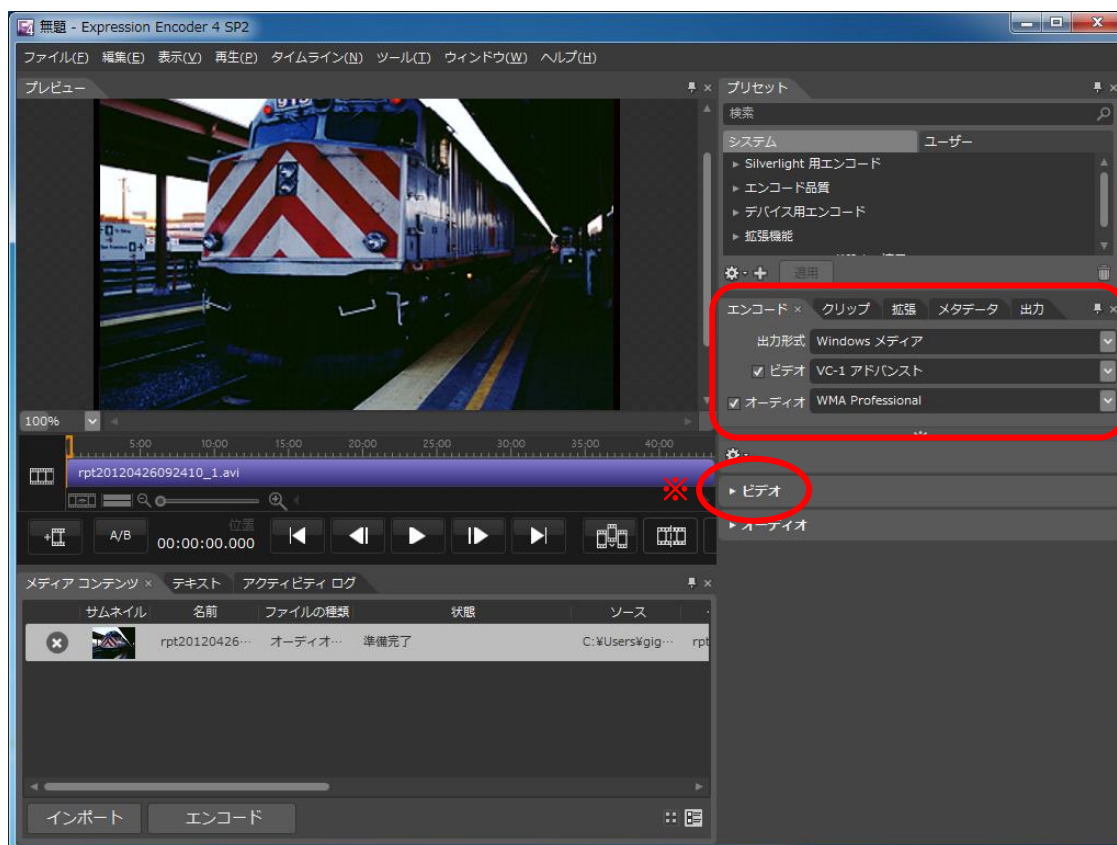 無題 - Expression Encoder 4 SP2
ファイル(F) 編集(E) 表示(V) 再生(P) タイムライン(N) ツール(T) ウィンドウ(W) ヘルプ(H)
プレビュー
100%
5:00 10:00 15:00 20:00 25:00 30:00 35:00 40:00
rpt20120426092410_1.avi
A/B
位置
00:00:00.000
メディア コンテンツ × テキスト アクティビティ ログ
サムネイル 名前 ファイルの種類 状態 ソース
rpt20120426… オーディオ… 準備完了 C:¥Users¥gig… rpt
インポート エンコード
プリセット
検索
システム ユーザー
Silverlight 用エンコード
エンコード品質
デバイス用エンコード
拡張機能
適用
エンコード × クリップ 拡張 メタデータ 出力
出力形式 Windows メディア
ビデオ VC-1 アドバンスト
オーディオ WMA Professional
※ ビデオ
オーディオ